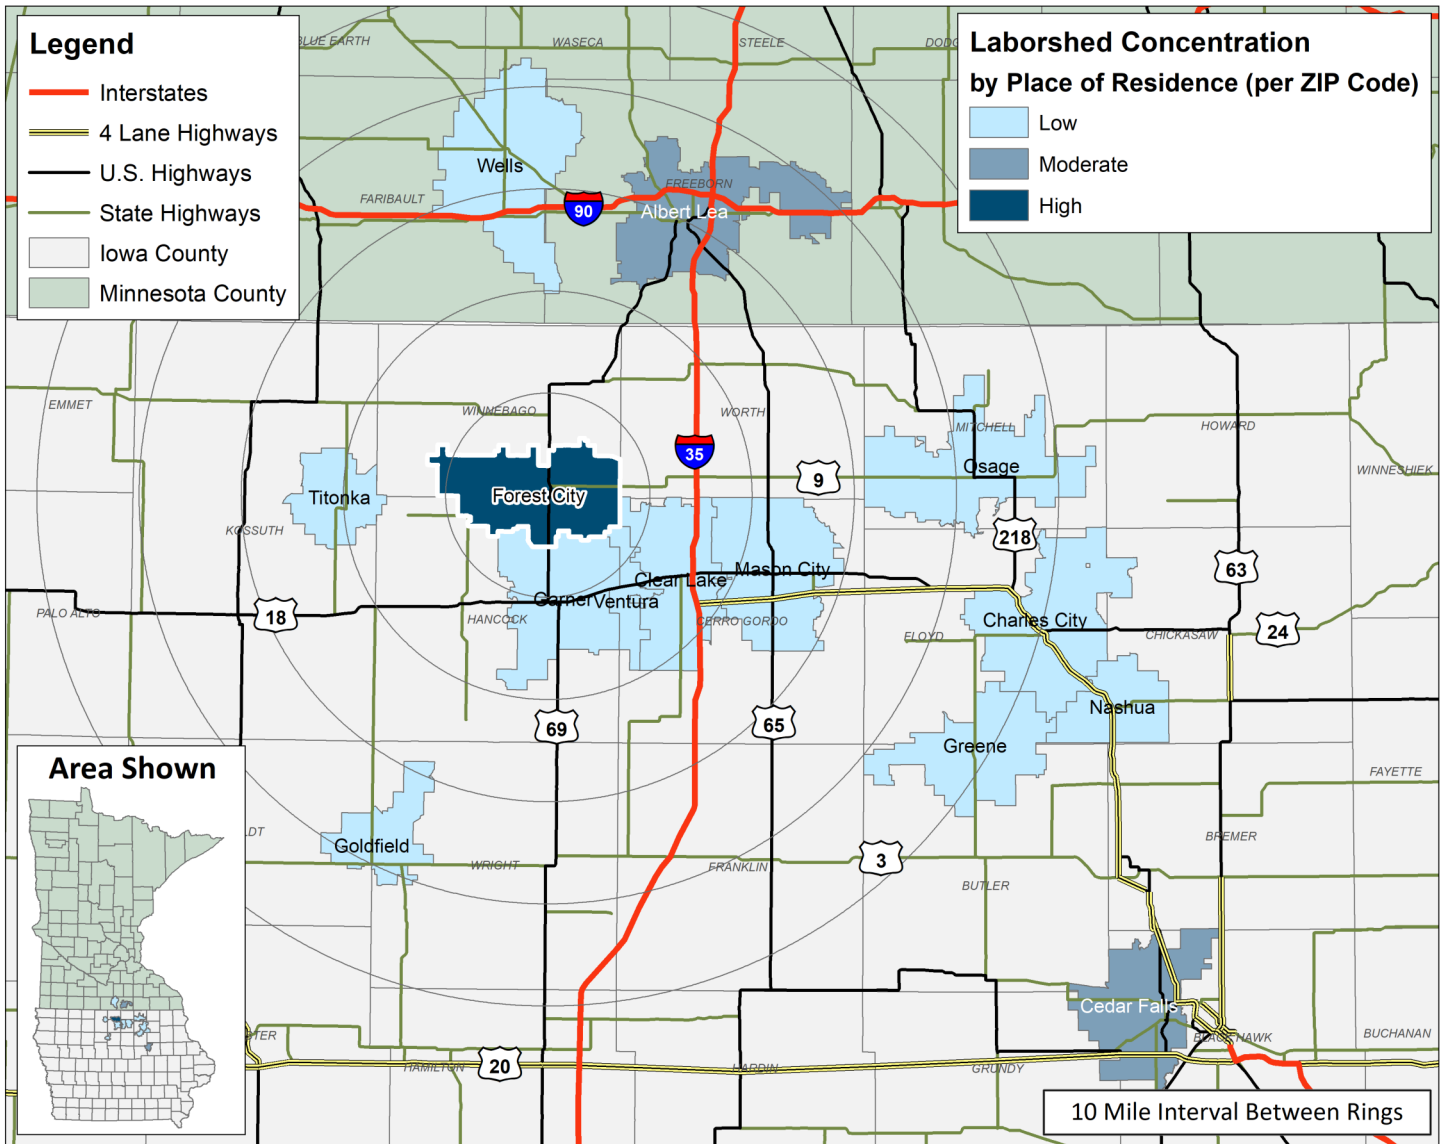 Legend
Interstates
4 Lane Highways
U.S. Highways
State Highways
Iowa County
Minnesota County
Laborshed Concentration
by Place of Residence (per ZIP Code)
Low
Moderate
High
BLUE EARTH
WASECA
STEELE
Wells
FREEBORN
FARIBAULT
90
Albert Lea
EMMET
WINNEBAGO
WORTH
MITCHELL
HOWARD
35
Osage
WINNESHIEK
9
Titonka
Forest City
KOSSUTH
218
Mason City
Clear Lake
63
Garner
Ventura
PALO ALTO
18
HANCOCK
CERRO GORDO
Charles City
FLOYD
CHICKASAW
24
69
65
Nashua
Greene
Area Shown
FAYETTE
LDT
Goldfield
BREMER
WRIGHT
FRANKLIN
3
BUTLER
Cedar Falls
TER
BLACK HAWK
BUCHANAN
HAMILTON
20
HARDIN
GRUNDY
10 Mile Interval Between Rings